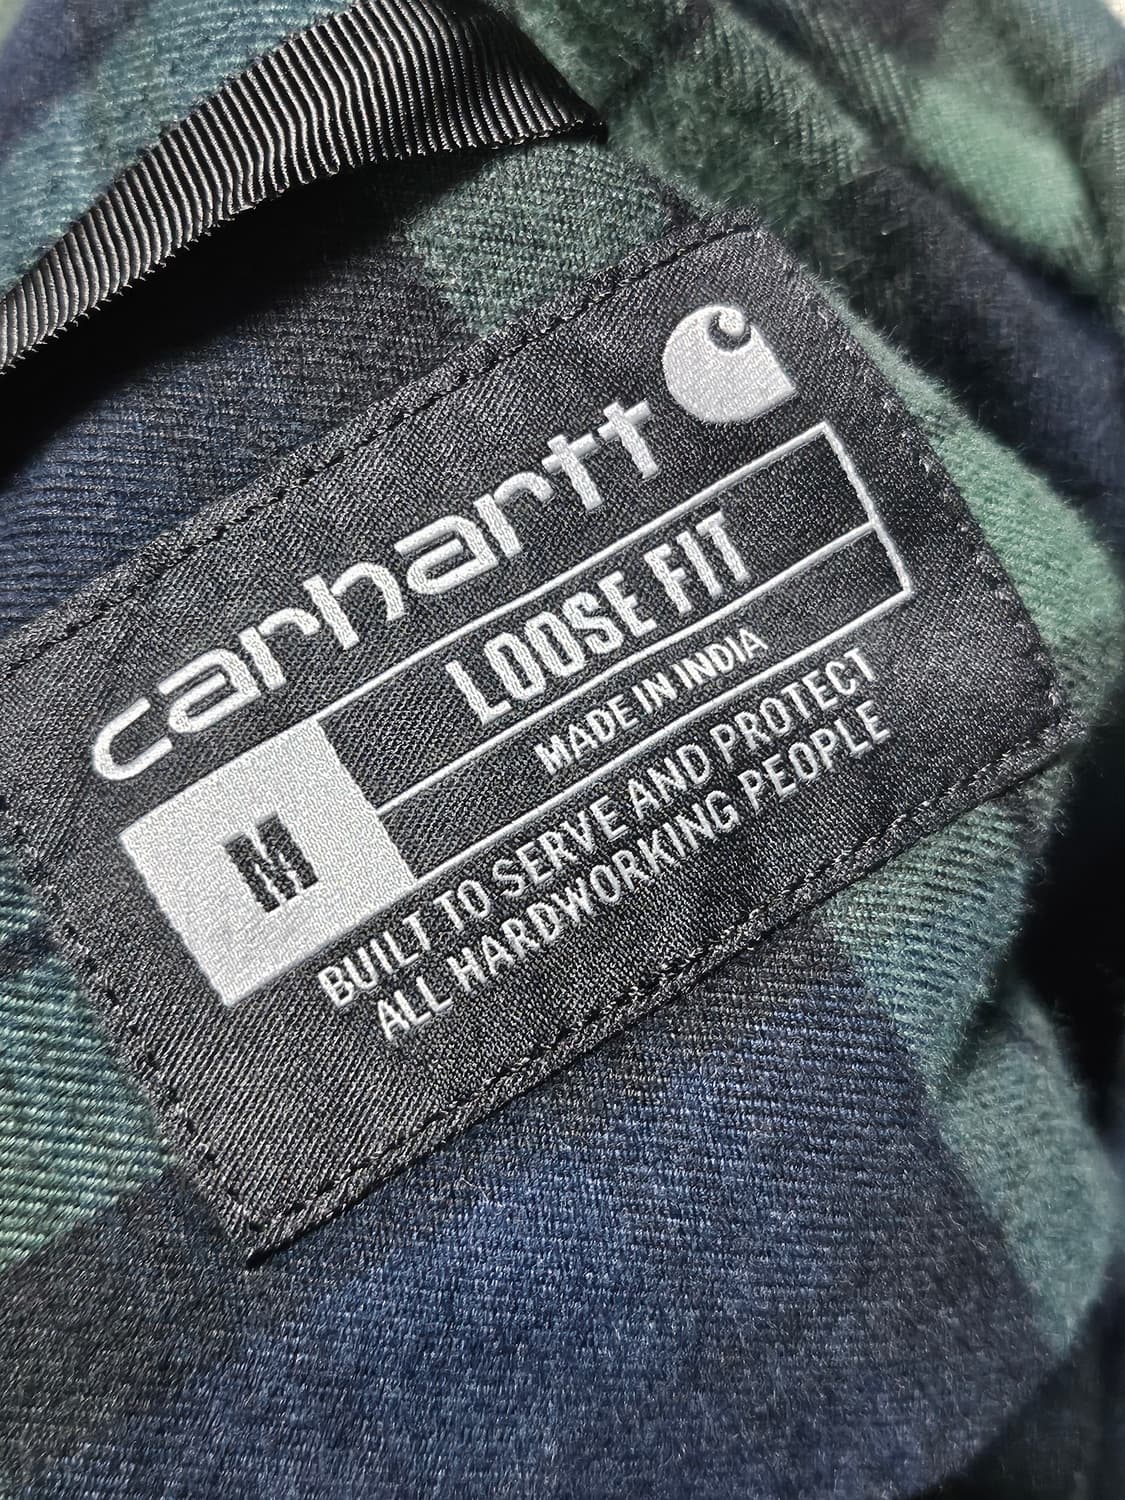 carhartt
LOOSE FIT
M
MADE IN INDIA
BUILT TO SERVE AND PROTECT
ALL HARDWORKING PEOPLE